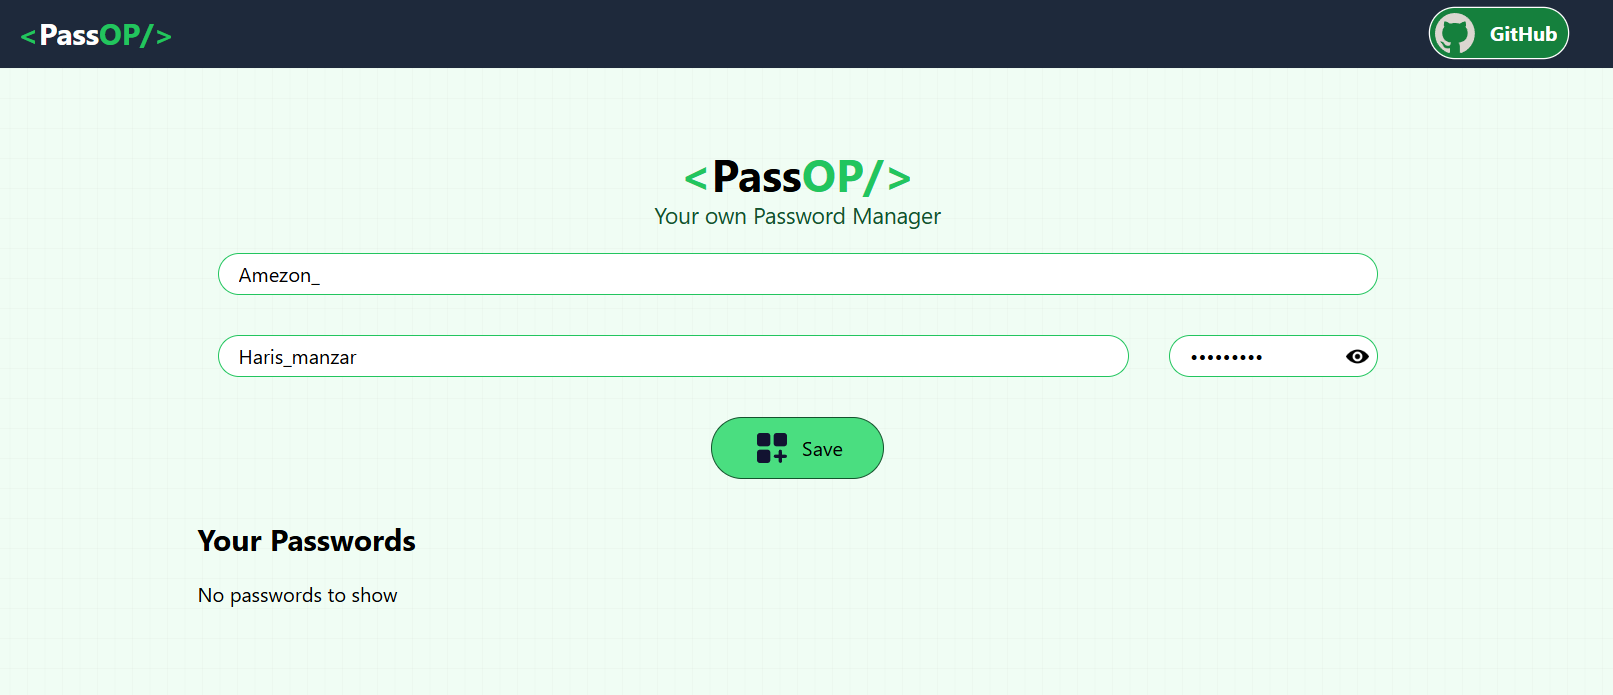 <PassOP/>
GitHub
<PassOP/>
Your own Password Manager
Amezon_
Haris_manzar
•••••••••
Save
Your Passwords
No passwords to show